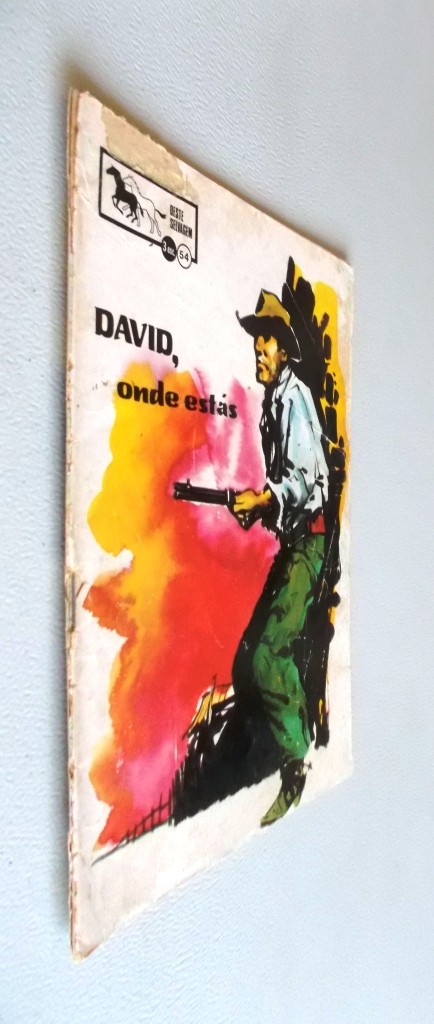 OESTE
SELVAGEM
54
DAVID,
onde estás